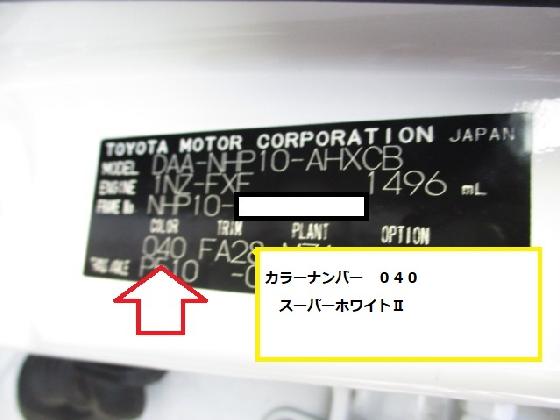 TOYOTA MOTOR CORPORATION JAPAN
MODEL DAA-NHP10-AHXCB
ENGINE 1NZ-FXE 1496 mL
FRAME No NHP10-
COLOR TRIM PLANT OPTION
040 FA28
TRANS/AXLE
カラーナンバー 040
スーパーホワイトⅡ